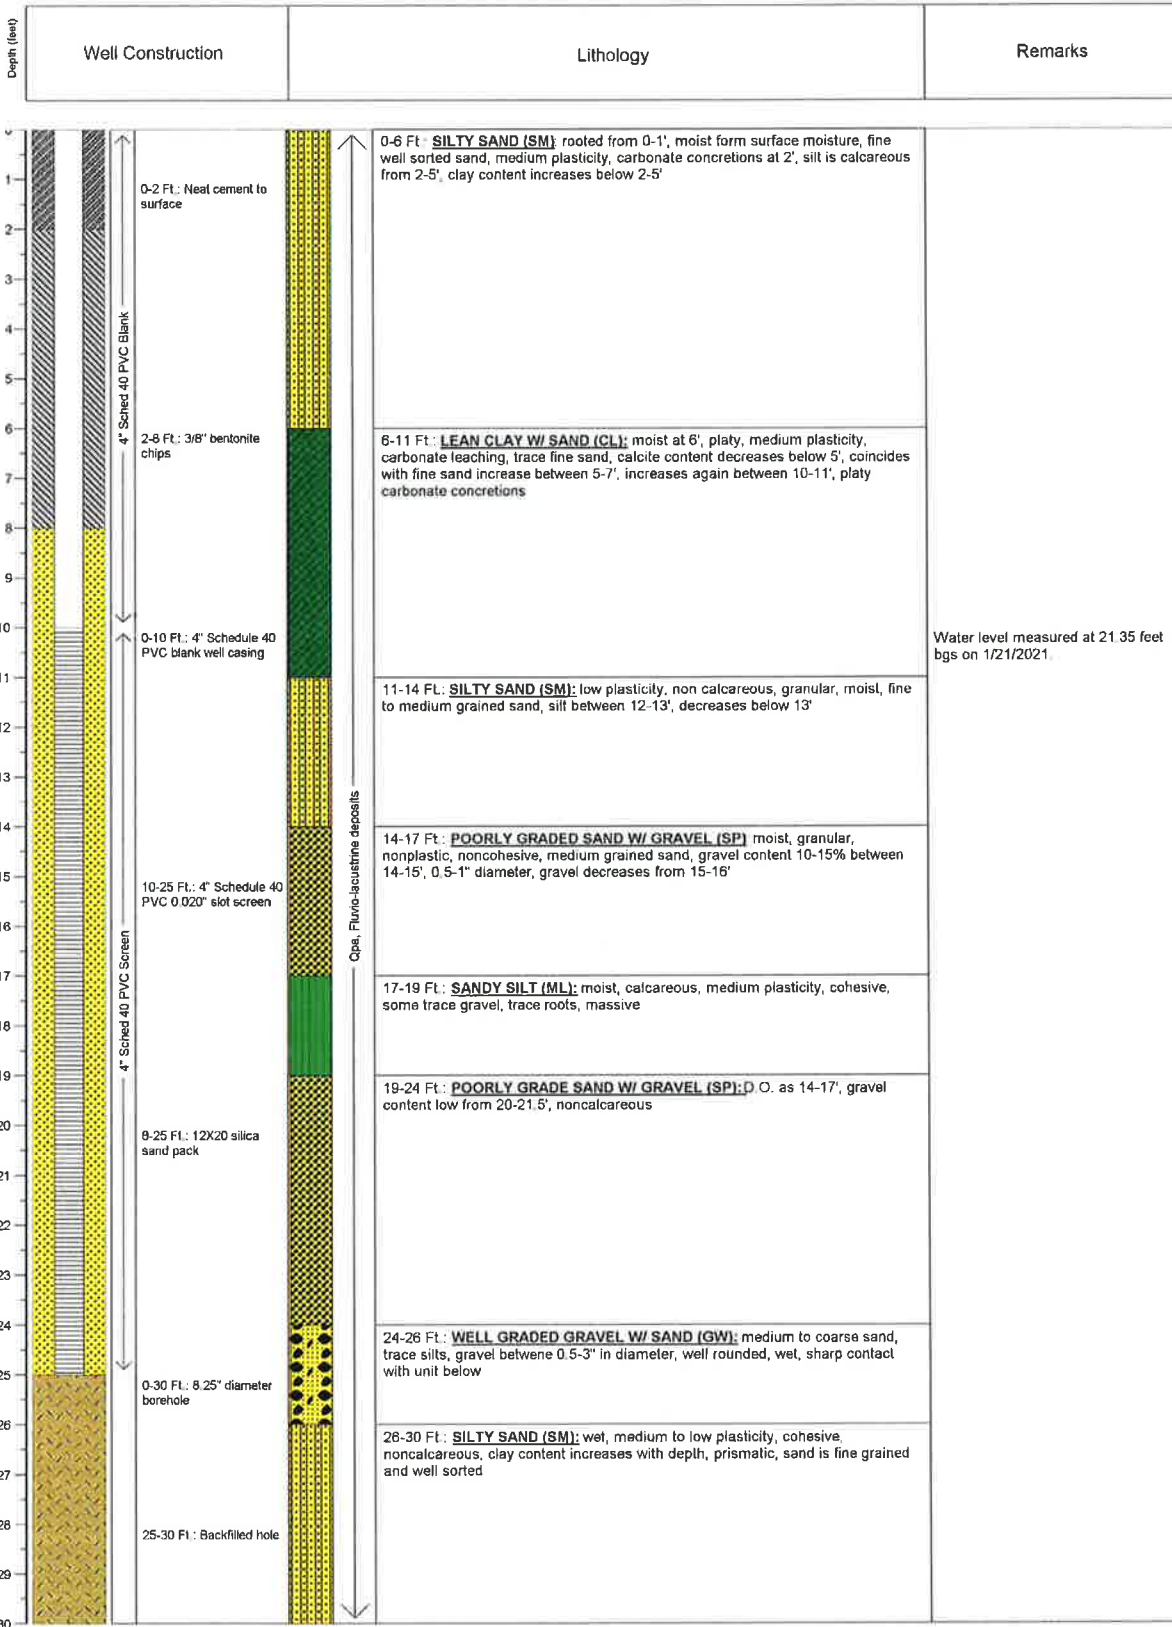 Depth (feet)
Well Construction
Lithology
Remarks
0
1
2
3
4
5
6
7
8
9
10
11
12
13
14
15
16
17
18
19
20
21
22
23
24
25
26
27
28
29
30
4" Sched 40 PVC Blank
4" Sched 40 PVC Screen
0-2 Ft.: Neat cement to
surface
2-8 Ft.: 3/8" bentonite
chips
0-10 Ft.: 4" Schedule 40
PVC blank well casing
10-25 Ft.: 4" Schedule 40
PVC 0.020" slot screen
8-25 Ft.: 12X20 silica
sand pack
0-30 Ft.: 8.25" diameter
borehole
25-30 Ft.: Backfilled hole
Qpa, Fluvio-lacustrine deposits
0-6 Ft.: SILTY SAND (SM): rooted from 0-1', moist form surface moisture, fine
well sorted sand, medium plasticity, carbonate concretions at 2', silt is calcareous
from 2-5', clay content increases below 2-5'
6-11 Ft.: LEAN CLAY W/ SAND (CL): moist at 6', platy, medium plasticity,
carbonate leaching, trace fine sand, calcite content decreases below 5', coincides
with fine sand increase between 5-7', increases again between 10-11', platy
carbonate concretions
11-14 Ft.: SILTY SAND (SM): low plasticity, non calcareous, granular, moist, fine
to medium grained sand, silt between 12-13', decreases below 13'
14-17 Ft.: POORLY GRADED SAND W/ GRAVEL (SP) moist, granular,
nonplastic, noncohesive, medium grained sand, gravel content 10-15% between
14-15', 0.5-1" diameter, gravel decreases from 15-16'
17-19 Ft.: SANDY SILT (ML): moist, calcareous, medium plasticity, cohesive,
some trace gravel, trace roots, massive
19-24 Ft.: POORLY GRADE SAND W/ GRAVEL (SP): D.O. as 14-17', gravel
content low from 20-21.5', noncalcareous
24-26 Ft.: WELL GRADED GRAVEL W/ SAND (GW): medium to coarse sand,
trace silts, gravel betwene 0.5-3" in diameter, well rounded, wet, sharp contact
with unit below
26-30 Ft.: SILTY SAND (SM): wet, medium to low plasticity, cohesive,
noncalcareous, clay content increases with depth, prismatic, sand is fine grained
and well sorted
Water level measured at 21.35 feet
bgs on 1/21/2021.